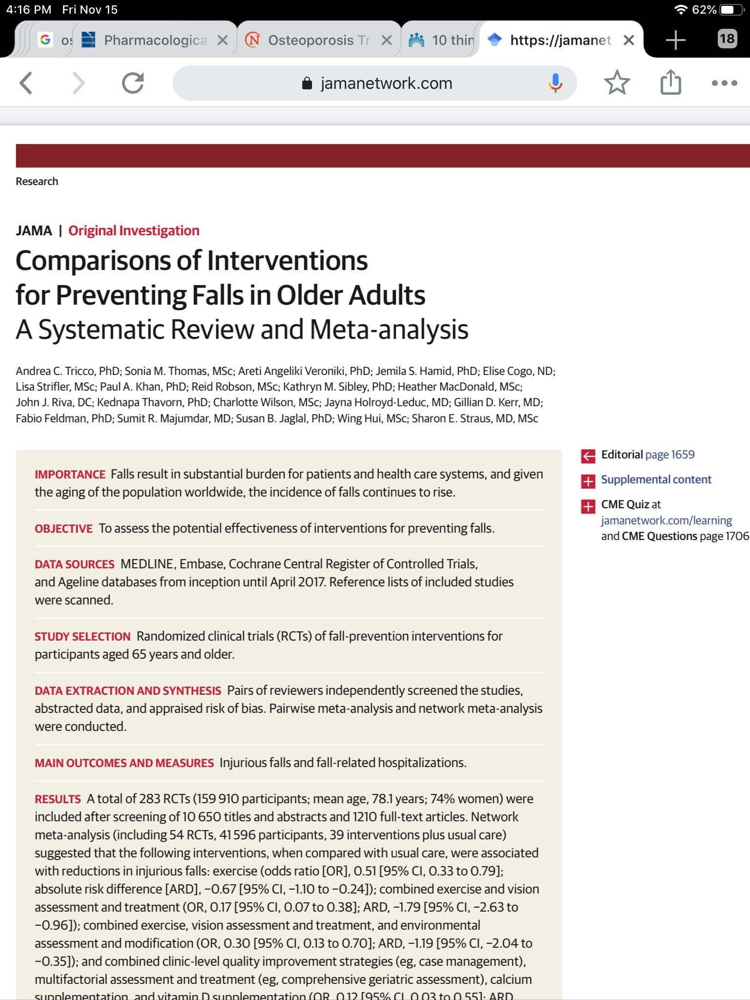 4:16 PM Fri Nov 15 62%
os Pharmacologica Osteoporosis Tr 10 thin https://jamanet 18
jamanetwork.com
Research
JAMA | Original Investigation
Comparisons of Interventions
for Preventing Falls in Older Adults
A Systematic Review and Meta-analysis
Andrea C. Tricco, PhD; Sonia M. Thomas, MSc; Areti Angeliki Veroniki, PhD; Jemila S. Hamid, PhD; Elise Cogo, ND;
Lisa Strifler, MSc; Paul A. Khan, PhD; Reid Robson, MSc; Kathryn M. Sibley, PhD; Heather MacDonald, MSc;
John J. Riva, DC; Kednapa Thavorn, PhD; Charlotte Wilson, MSc; Jayna Holroyd-Leduc, MD; Gillian D. Kerr, MD;
Fabio Feldman, PhD; Sumit R. Majumdar, MD; Susan B. Jaglal, PhD; Wing Hui, MSc; Sharon E. Straus, MD, MSc
IMPORTANCE Falls result in substantial burden for patients and health care systems, and given
the aging of the population worldwide, the incidence of falls continues to rise.
OBJECTIVE To assess the potential effectiveness of interventions for preventing falls.
DATA SOURCES MEDLINE, Embase, Cochrane Central Register of Controlled Trials,
and Ageline databases from inception until April 2017. Reference lists of included studies
were scanned.
STUDY SELECTION Randomized clinical trials (RCTs) of fall-prevention interventions for
participants aged 65 years and older.
DATA EXTRACTION AND SYNTHESIS Pairs of reviewers independently screened the studies,
abstracted data, and appraised risk of bias. Pairwise meta-analysis and network meta-analysis
were conducted.
MAIN OUTCOMES AND MEASURES Injurious falls and fall-related hospitalizations.
RESULTS A total of 283 RCTs (159 910 participants; mean age, 78.1 years; 74% women) were
included after screening of 10 650 titles and abstracts and 1210 full-text articles. Network
meta-analysis (including 54 RCTs, 41 596 participants, 39 interventions plus usual care)
suggested that the following interventions, when compared with usual care, were associated
with reductions in injurious falls: exercise (odds ratio [OR], 0.51 [95% CI, 0.33 to 0.79];
absolute risk difference [ARD], −0.67 [95% CI, −1.10 to −0.24]); combined exercise and vision
assessment and treatment (OR, 0.17 [95% CI, 0.07 to 0.38]; ARD, −1.79 [95% CI, −2.63 to
−0.96]); combined exercise, vision assessment and treatment, and environmental
assessment and modification (OR, 0.30 [95% CI, 0.13 to 0.70]; ARD, −1.19 [95% CI, −2.04 to
−0.35]); and combined clinic-level quality improvement strategies (eg, case management),
multifactorial assessment and treatment (eg, comprehensive geriatric assessment), calcium
supplementation, and vitamin D supplementation (OR, 0.12 [95% CI, 0.03 to 0.55]; ARD
Editorial page 1659
Supplemental content
CME Quiz at
jamanetwork.com/learning
and CME Questions page 1706